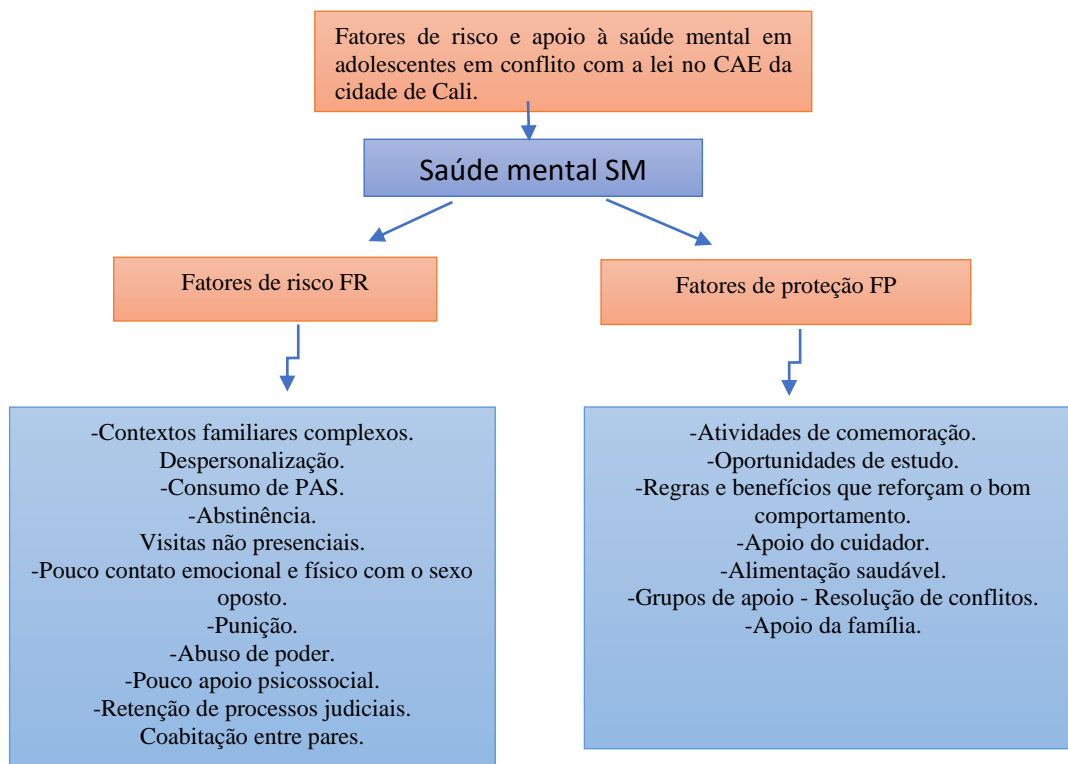 Fatores de risco e apoio à saúde mental em
adolescentes em conflito com a lei no CAE da
cidade de Cali.
Saúde mental SM
Fatores de risco FR
Fatores de proteção FP
-Contextos familiares complexos.
Despersonalização.
-Consumo de PAS.
-Abstinência.
Visitas não presenciais.
-Pouco contato emocional e físico com o sexo
oposto.
-Punição.
-Abuso de poder.
-Pouco apoio psicossocial.
-Retenção de processos judiciais.
Coabitação entre pares.
-Atividades de comemoração.
-Oportunidades de estudo.
-Regras e benefícios que reforçam o bom
comportamento.
-Apoio do cuidador.
-Alimentação saudável.
-Grupos de apoio - Resolução de conflitos.
-Apoio da família.